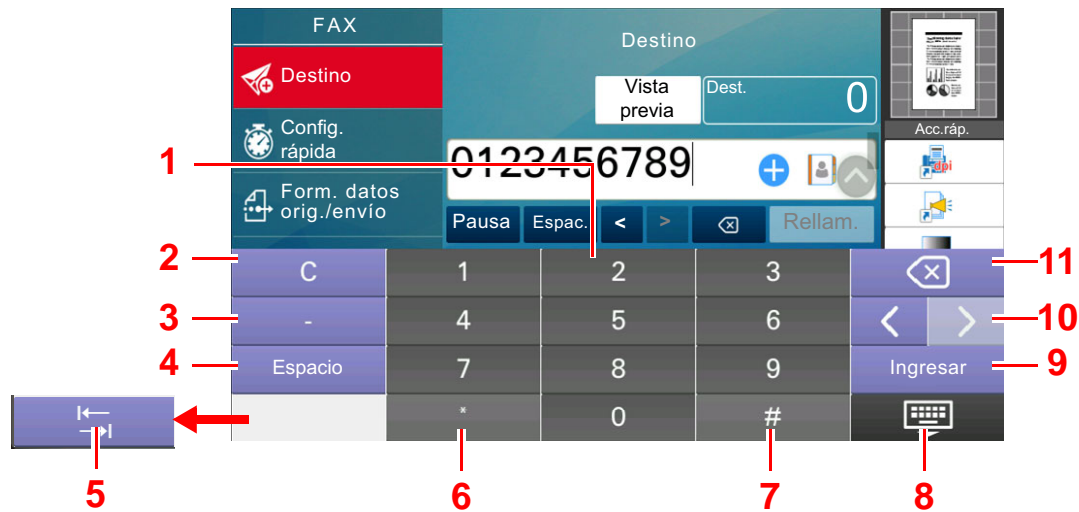 FAX
Destino
Destino
Vista
previa
Dest.
0
Config.
rápida
Acc.ráp.
0123456789
dpi
Form. datos
orig./envío
Pausa
Espac.
<
>
Rellam.
C
1
2
3
-
4
5
6
Espacio
7
8
9
Ingresar
*
0
#
1
2
3
4
5
6
7
8
9
10
11